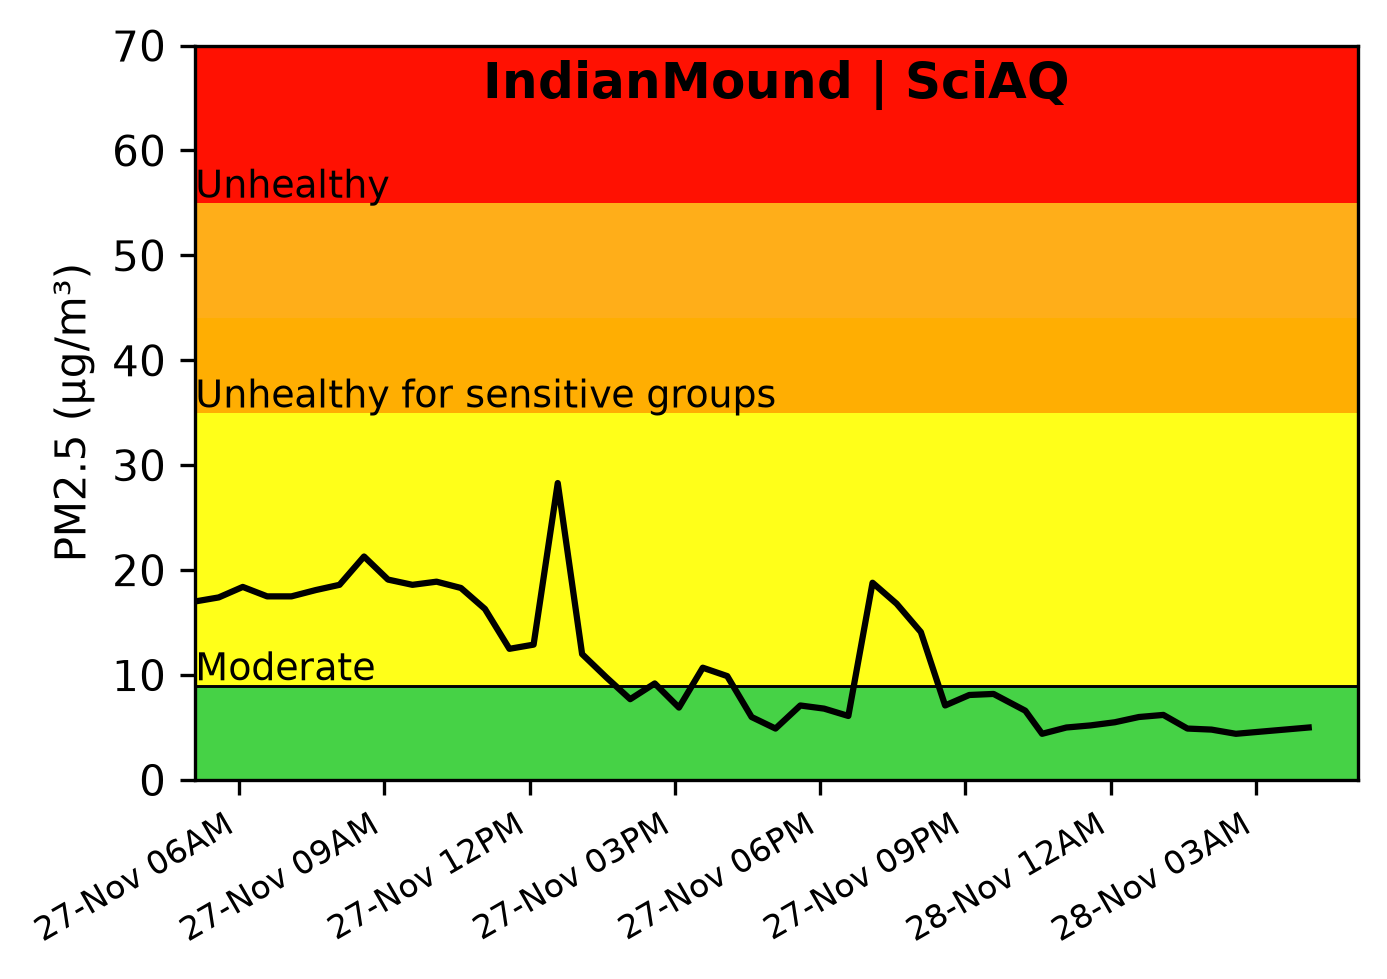 IndianMound | SciAQ
70
60
50
40
30
20
10
0
PM2.5 (µg/m³)
Unhealthy
Unhealthy for sensitive groups
Moderate
27-Nov 06AM
27-Nov 09AM
27-Nov 12PM
27-Nov 03PM
27-Nov 06PM
27-Nov 09PM
28-Nov 12AM
28-Nov 03AM